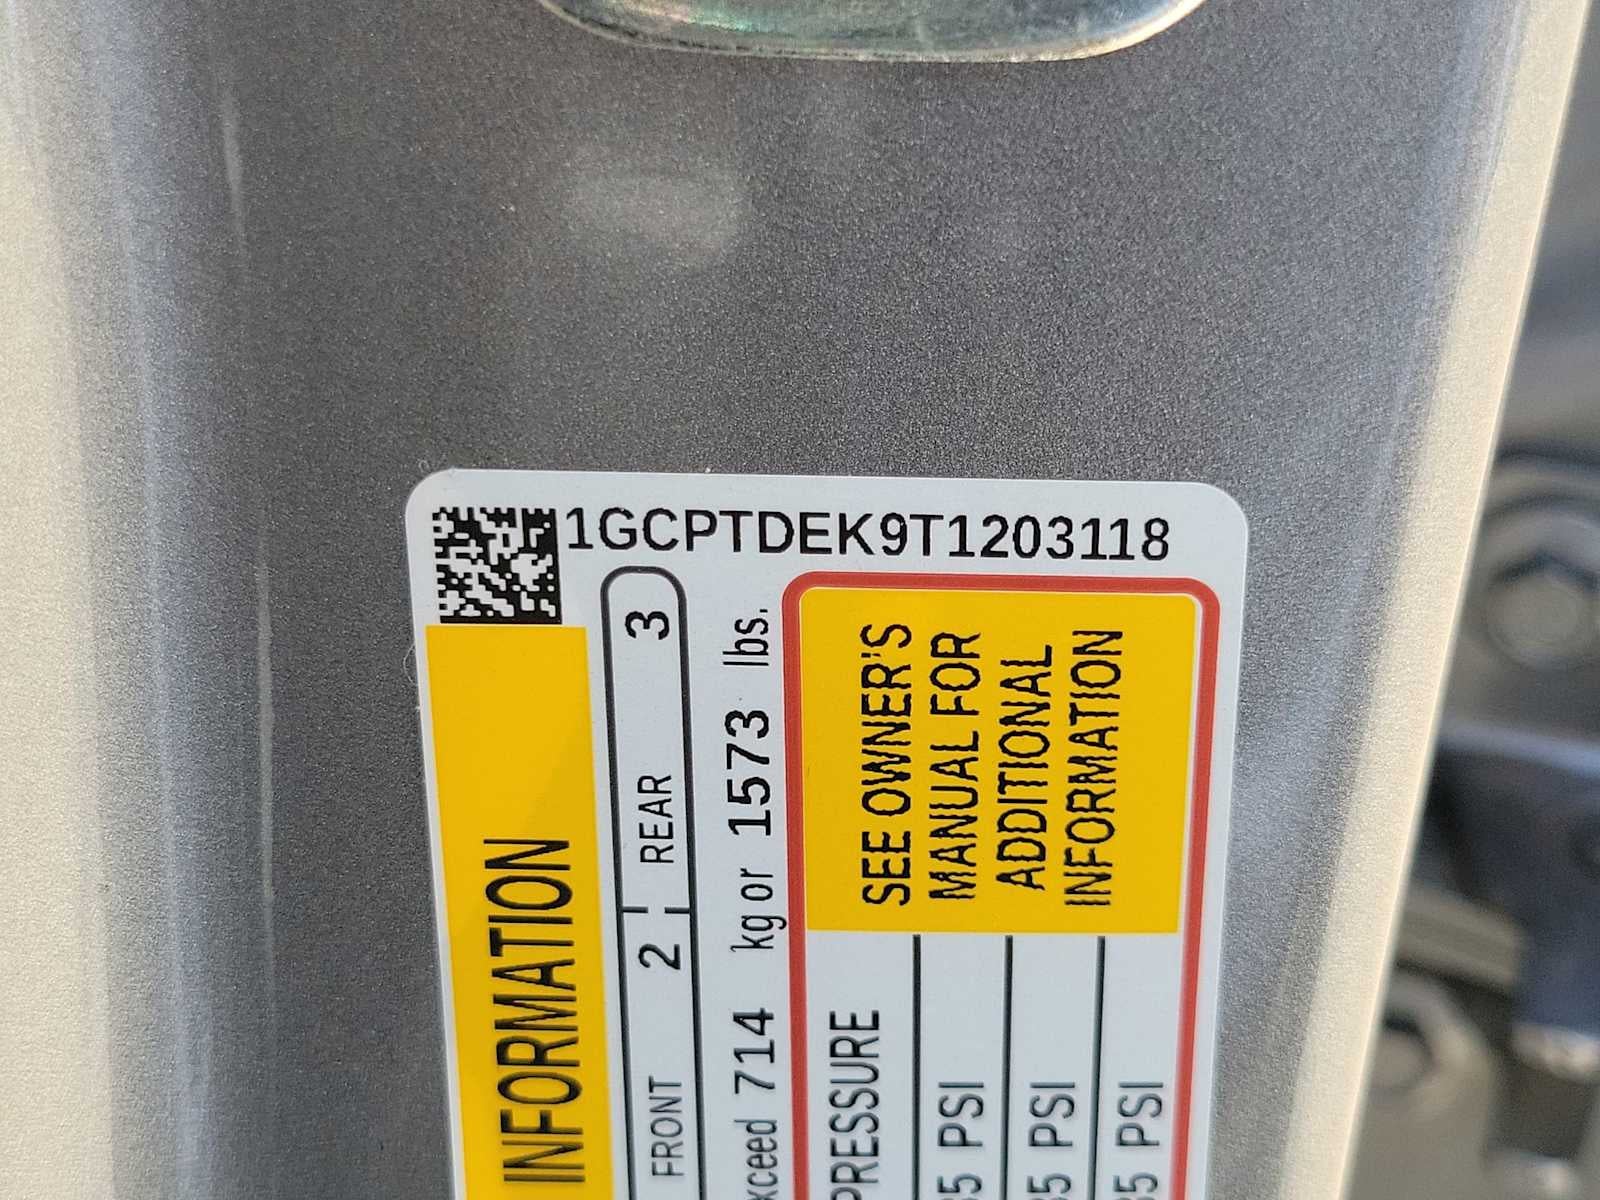 1GCPTDEK9T1203118
INFORMATION
FRONT 2 REAR 3
714 kg or 1573 lbs.
PRESSURE
PSI
PSI
PSI
SEE OWNER'S
MANUAL FOR
ADDITIONAL
INFORMATION